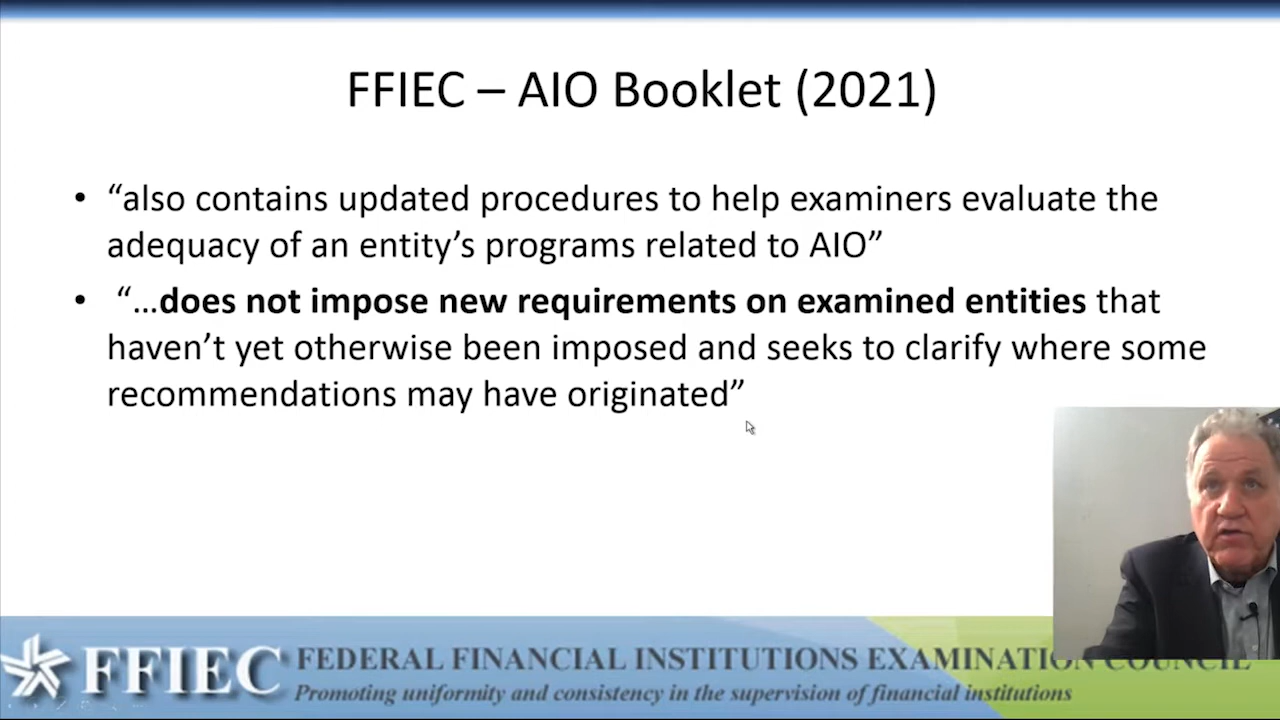 FFIEC – AIO Booklet (2021)
• “also contains updated procedures to help examiners evaluate the
adequacy of an entity’s programs related to AIO”
• “…does not impose new requirements on examined entities that
haven’t yet otherwise been imposed and seeks to clarify where some
recommendations may have originated”
FFIEC FEDERAL FINANCIAL INSTITUTIONS EXAMINATION COUNCIL
Promoting uniformity and consistency in the supervision of financial institutions